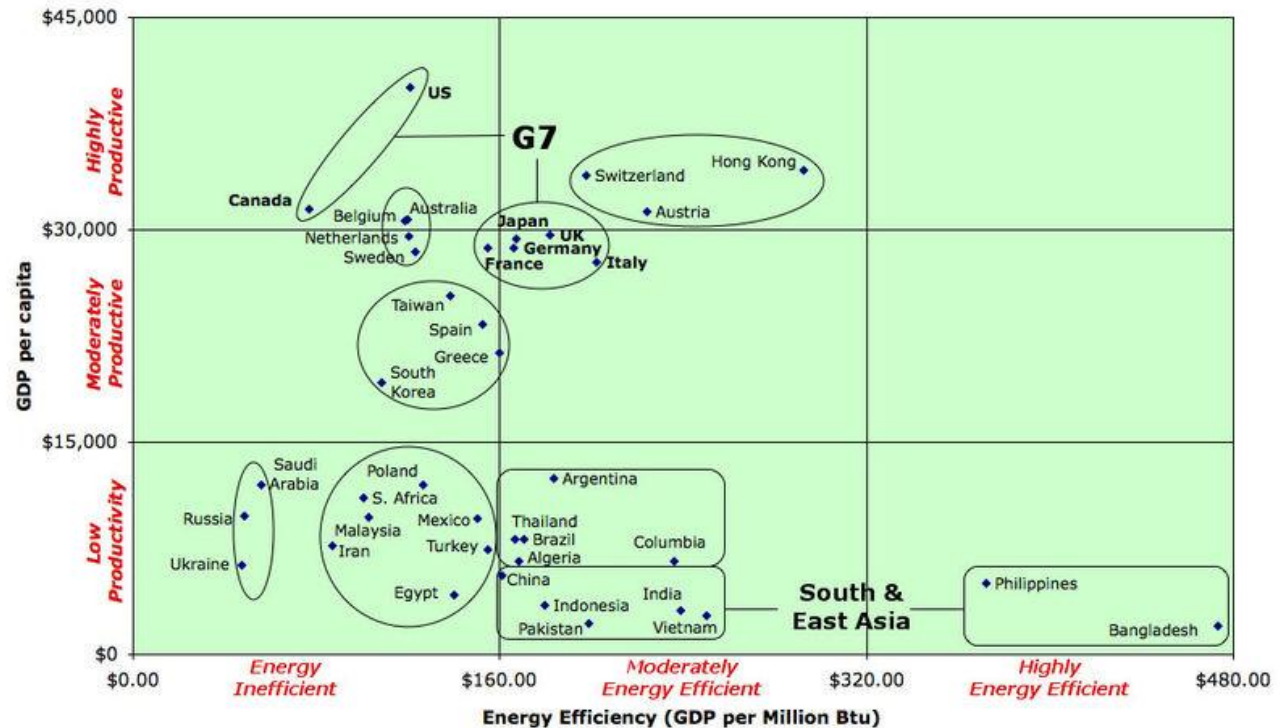 $45,000
US
Highly
Productive
G7
Hong Kong
Switzerland
Canada
Austria
Australia
Belgium
$30,000
Japan
UK
Netherlands
Germany
Sweden
France
Italy
GDP per capita
Moderately
Productive
Taiwan
Spain
Greece
South
Korea
$15,000
Low
Productivity
Saudi
Arabia
Poland
Argentina
S. Africa
Russia
Mexico
Thailand
Malaysia
Brazil
Columbia
Iran
Turkey
Algeria
Ukraine
China
Philippines
Egypt
India
South &
East Asia
Indonesia
Pakistan
Vietnam
Bangladesh
$0
$0.00
Energy
Inefficient
$160.00
Moderately
Energy Efficient
$320.00
Highly
Energy Efficient
$480.00
Energy Efficiency (GDP per Million Btu)